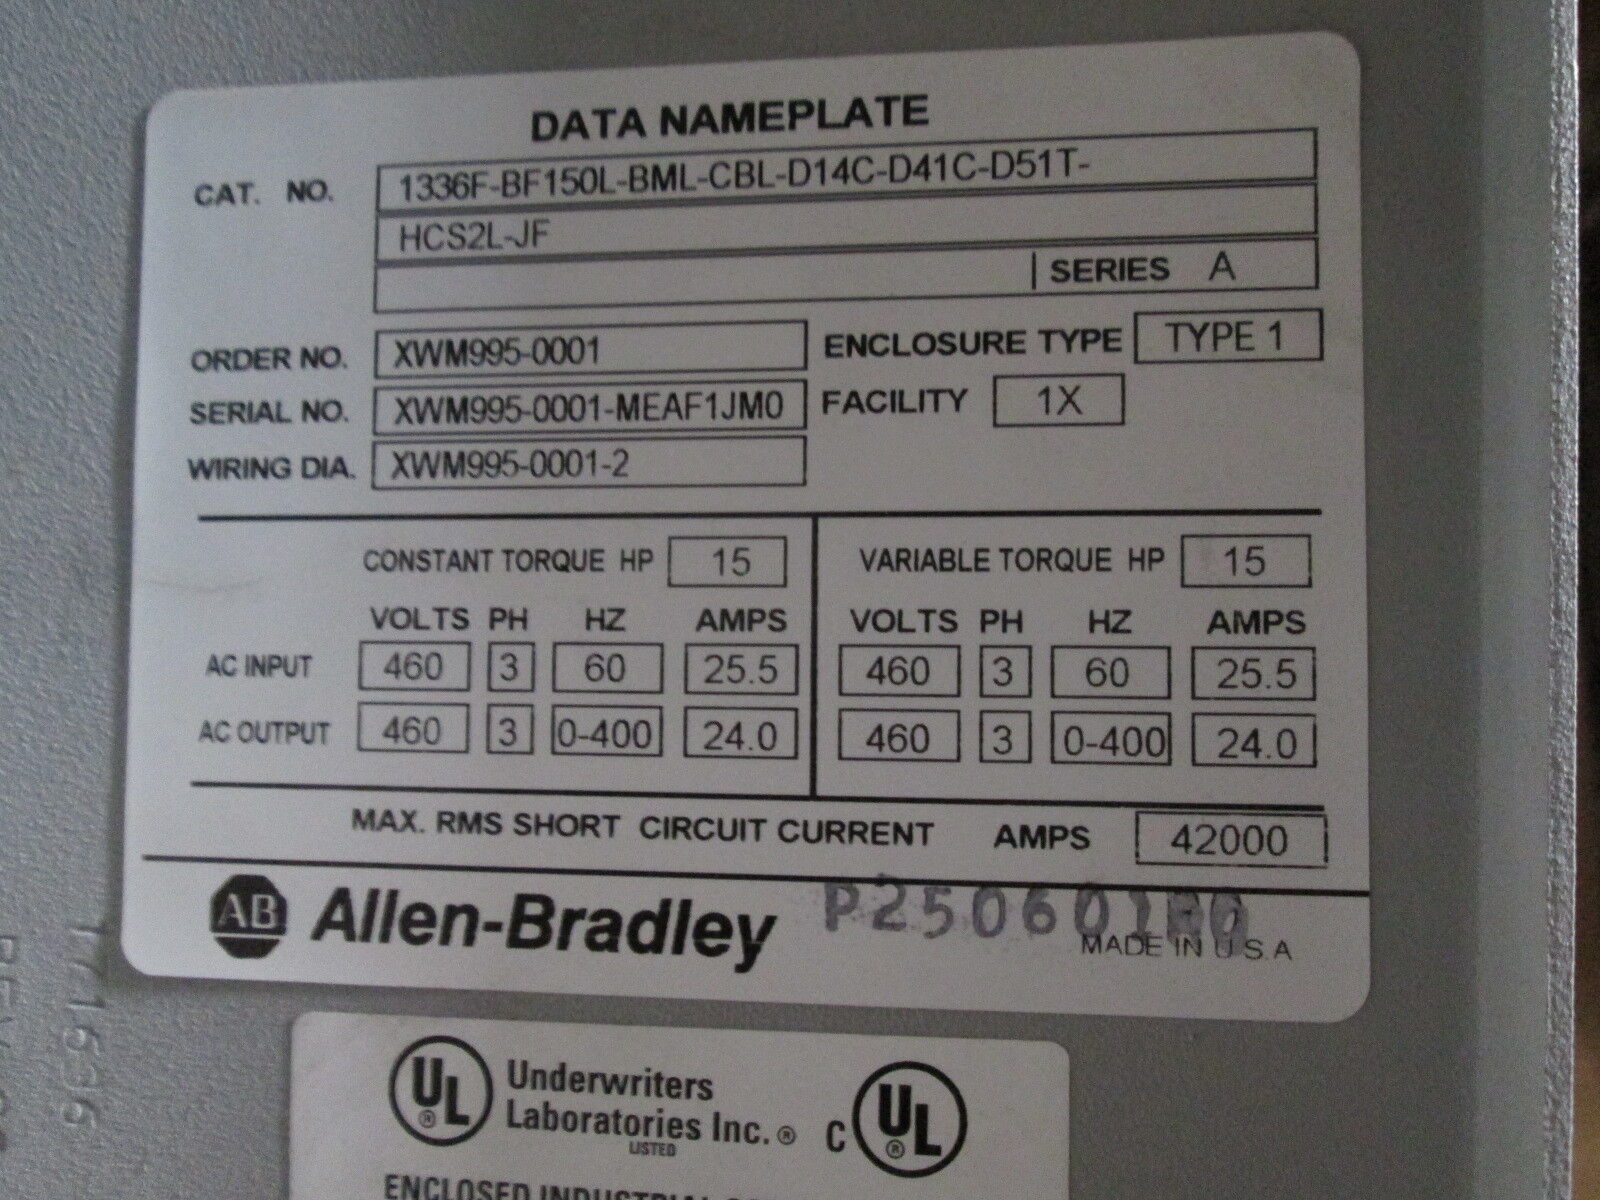 DATA NAMEPLATE
CAT. NO. 1336F-BF150L-BML-CBL-D14C-D41C-D51T-
HCS2L-JF
SERIES A
ORDER NO. XWM995-0001 ENCLOSURE TYPE TYPE 1
SERIAL NO. XWM995-0001-MEAF1JM0 FACILITY 1X
WIRING DIA. XWM995-0001-2
CONSTANT TORQUE HP 15 VARIABLE TORQUE HP 15
VOLTS PH HZ AMPS VOLTS PH HZ AMPS
AC INPUT 460 3 60 25.5 460 3 60 25.5
AC OUTPUT 460 3 0-400 24.0 460 3 0-400 24.0
MAX. RMS SHORT CIRCUIT CURRENT AMPS 42000
AB Allen-Bradley
MADE IN U.S.A
UL ® Underwriters
Laboratories Inc. ® C UL ®
LISTED
ENCLOSED INDUSTRIAL